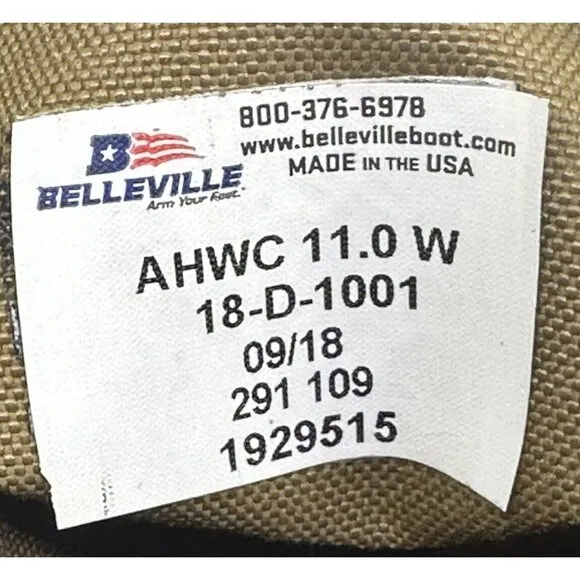 800-376-6978
www.bellevilleboot.com
MADE IN THE USA
B
BELLEVILLE
Arm Your Feet.™
AHWC 11.0 W
18-D-1001
09/18
291 109
1929515